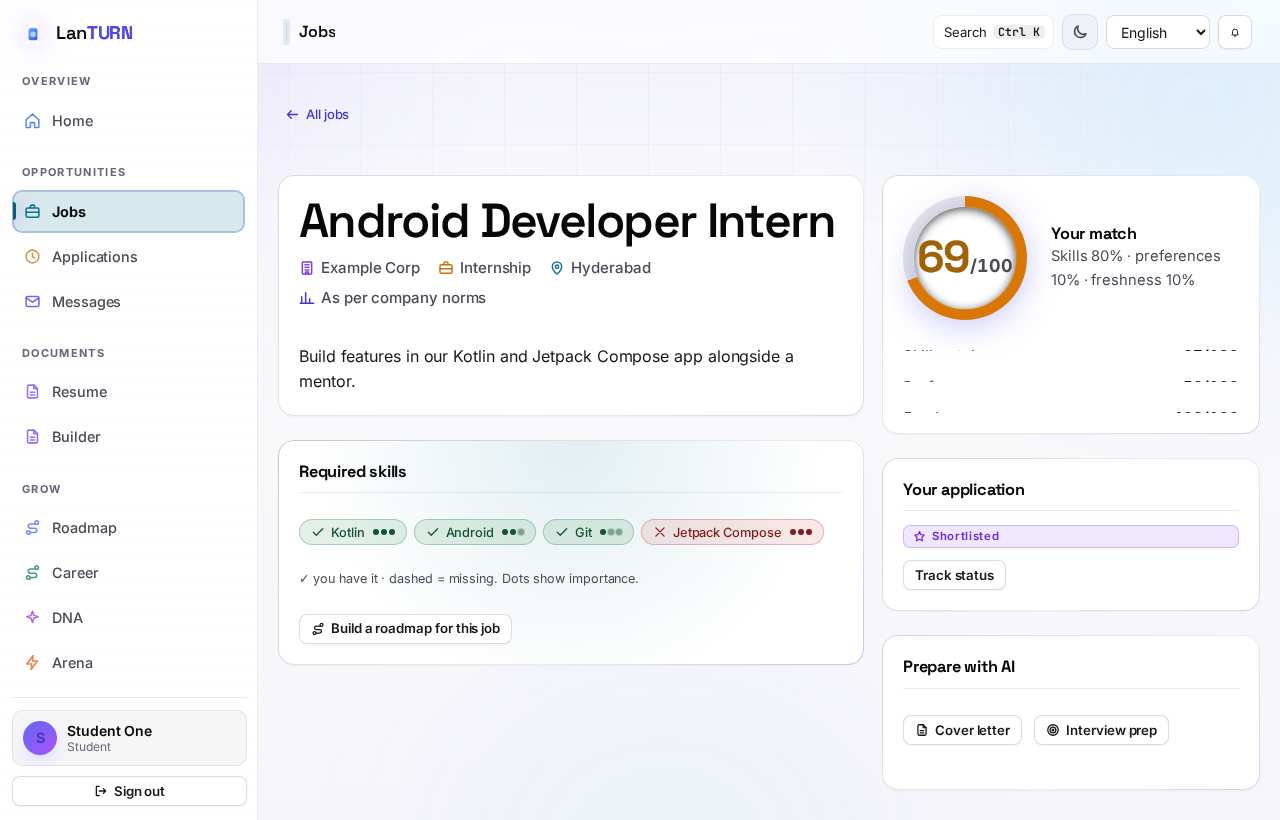 LanTURN
OVERVIEW
Home
OPPORTUNITIES
Jobs
Applications
Messages
DOCUMENTS
Resume
Builder
GROW
Roadmap
Career
DNA
Arena
S
Student One
Student
Sign out
Jobs
Search Ctrl K
English
All jobs
Android Developer Intern
Example Corp Internship Hyderabad
As per company norms
Build features in our Kotlin and Jetpack Compose app alongside a
mentor.
Required skills
Kotlin Android Git Jetpack Compose
✓ you have it · dashed = missing. Dots show importance.
Build a roadmap for this job
69/100
Your match
Skills 80% · preferences
10% · freshness 10%
Your application
Shortlisted
Track status
Prepare with AI
Cover letter Interview prep